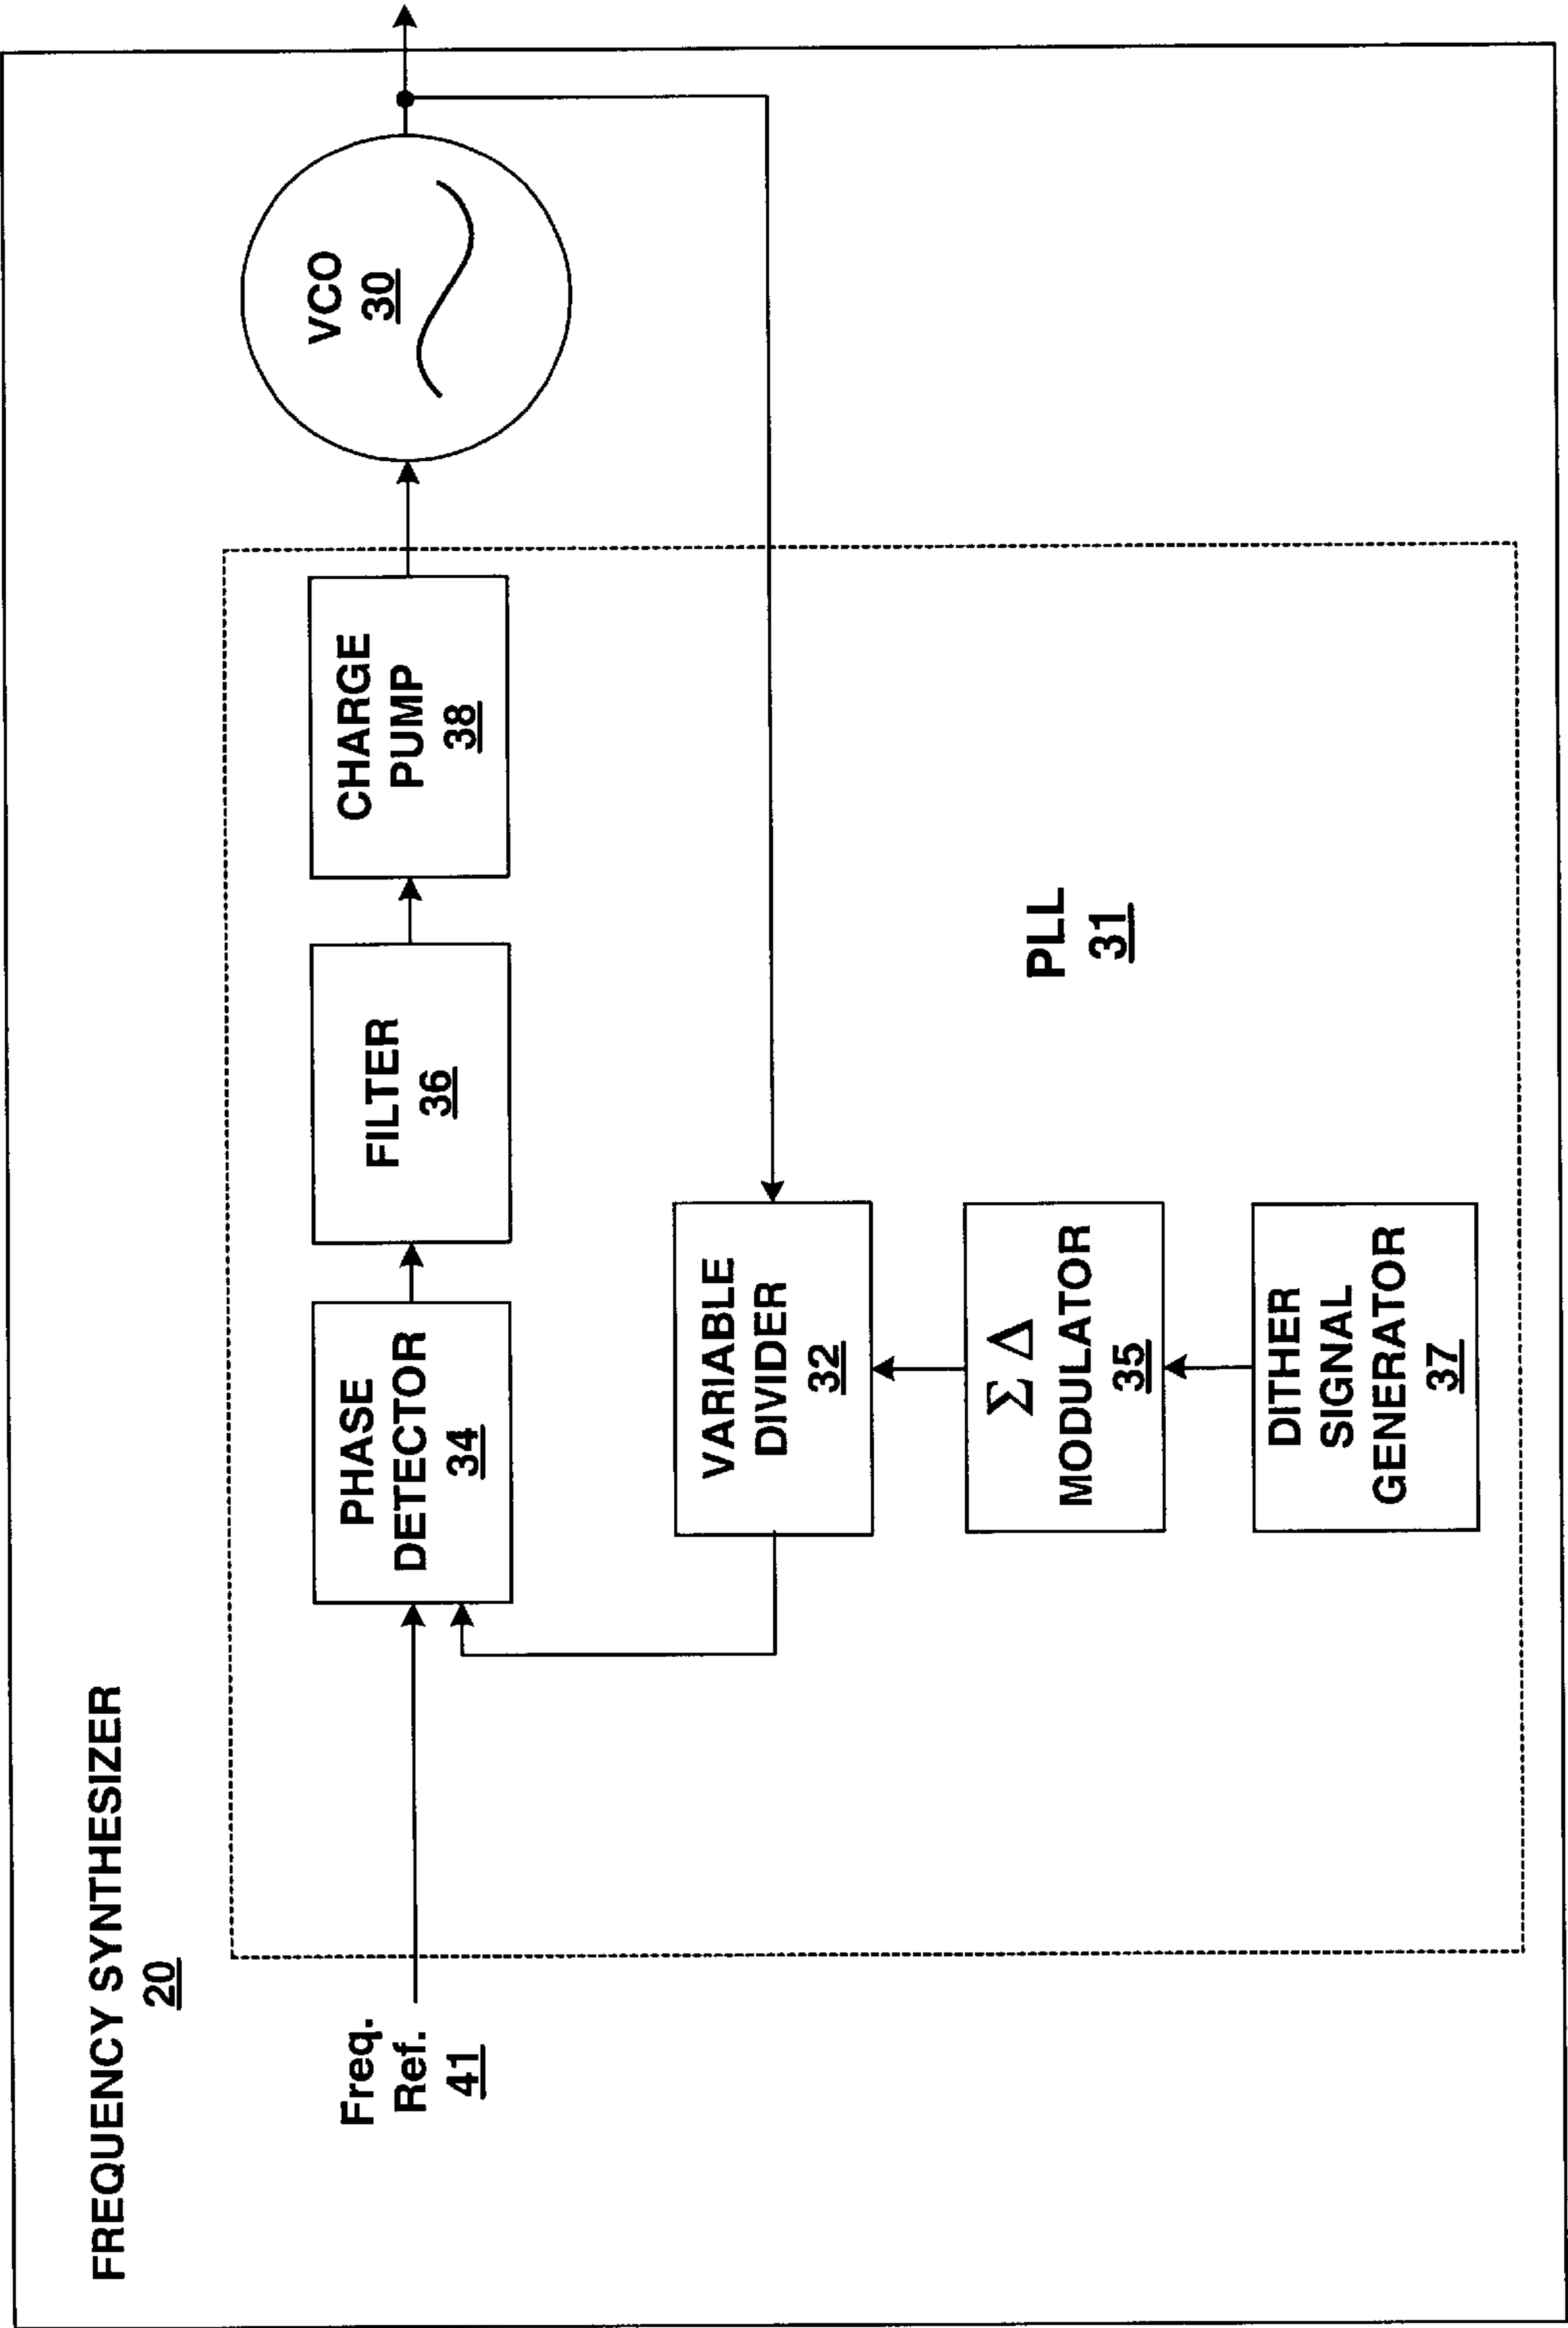 FREQUENCY SYNTHESIZER
20
Freq.
Ref.
41
PHASE
DETECTOR
34
FILTER
36
CHARGE
PUMP
38
VCO
30
VARIABLE
DIVIDER
32
Σ Δ
MODULATOR
35
DITHER
SIGNAL
GENERATOR
37
PLL
31